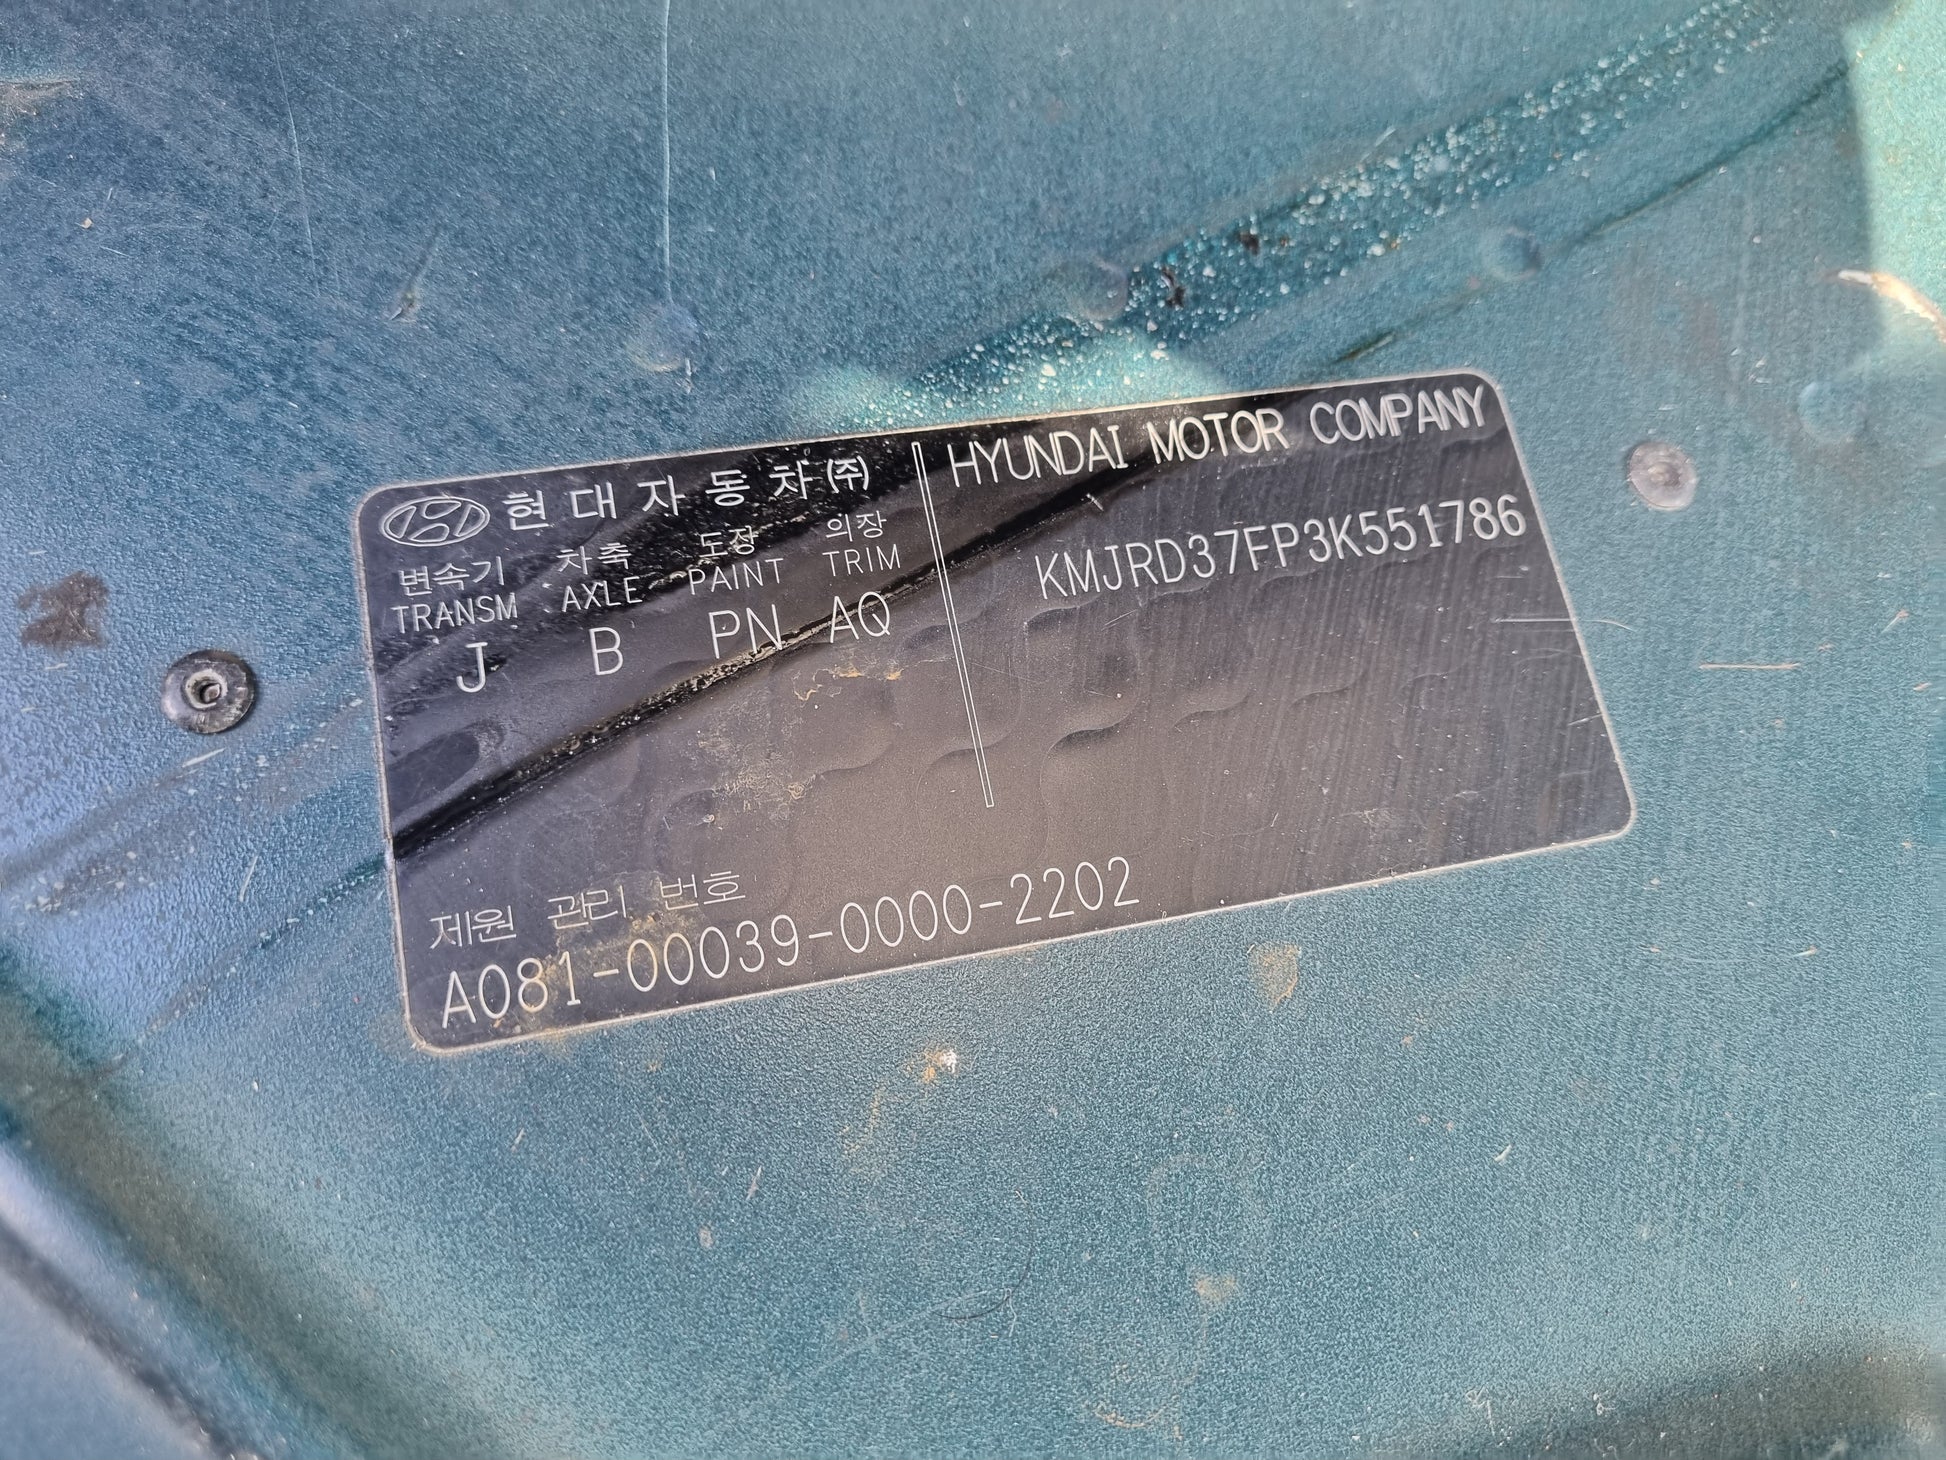 현대자동차(주) HYUNDAI MOTOR COMPANY
변속기 차축 도장 의장
TRANSM AXLE PAINT TRIM
J B PN AQ
KMJRD37FP3K551786
제원 관리 번호
A081-00039-0000-2202